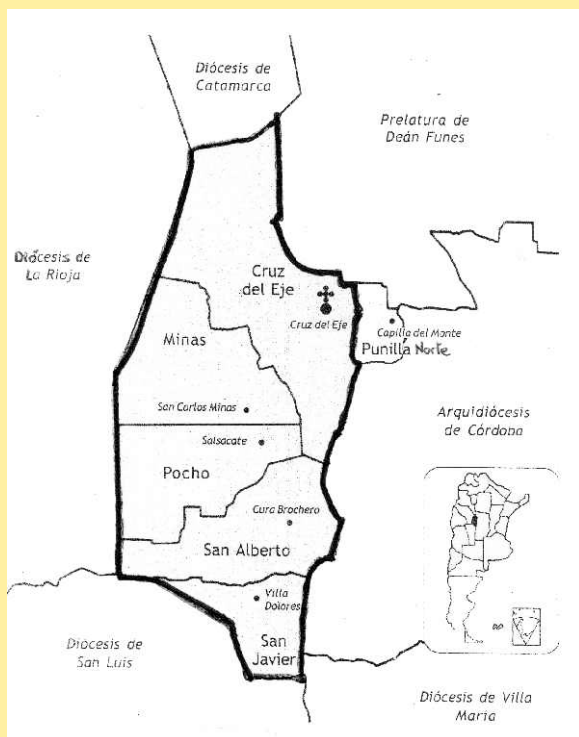 Diócesis de
Catamarca
Prelatura de
Deán Funes
Diócesis de
La Rioja
Cruz
del Eje
Cruz del Eje
Capilla del Monte
Punilla Norte
Minas
San Carlos Minas
Salsacate
Arquidiócesis
de Córdoba
Pocho
Cura Brochero
San Alberto
Villa
Dolores
San
Javier
Diócesis de
San Luis
Diócesis de Villa
María